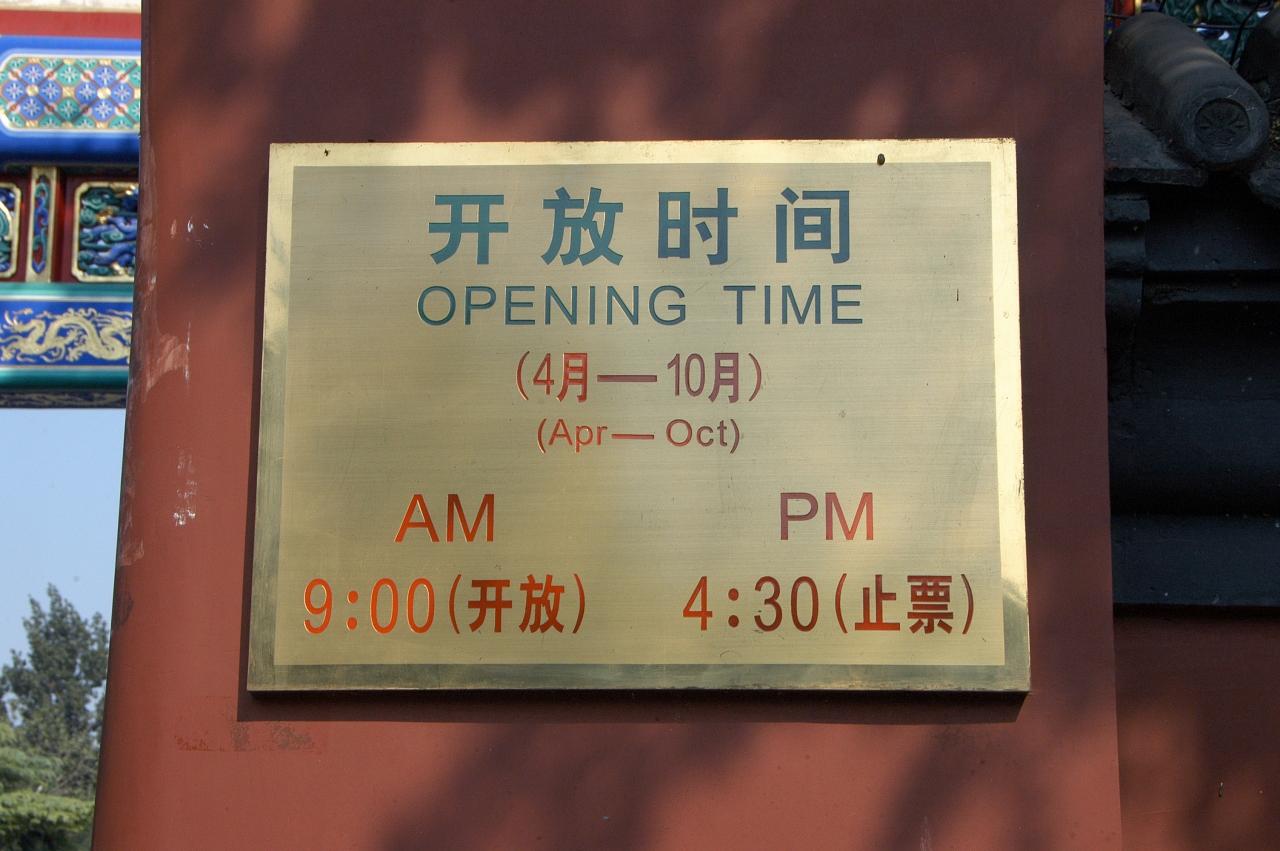 开放时间
OPENING TIME
(4月—10月)
(Apr—Oct)
AM PM
9:00(开放) 4:30(止票)